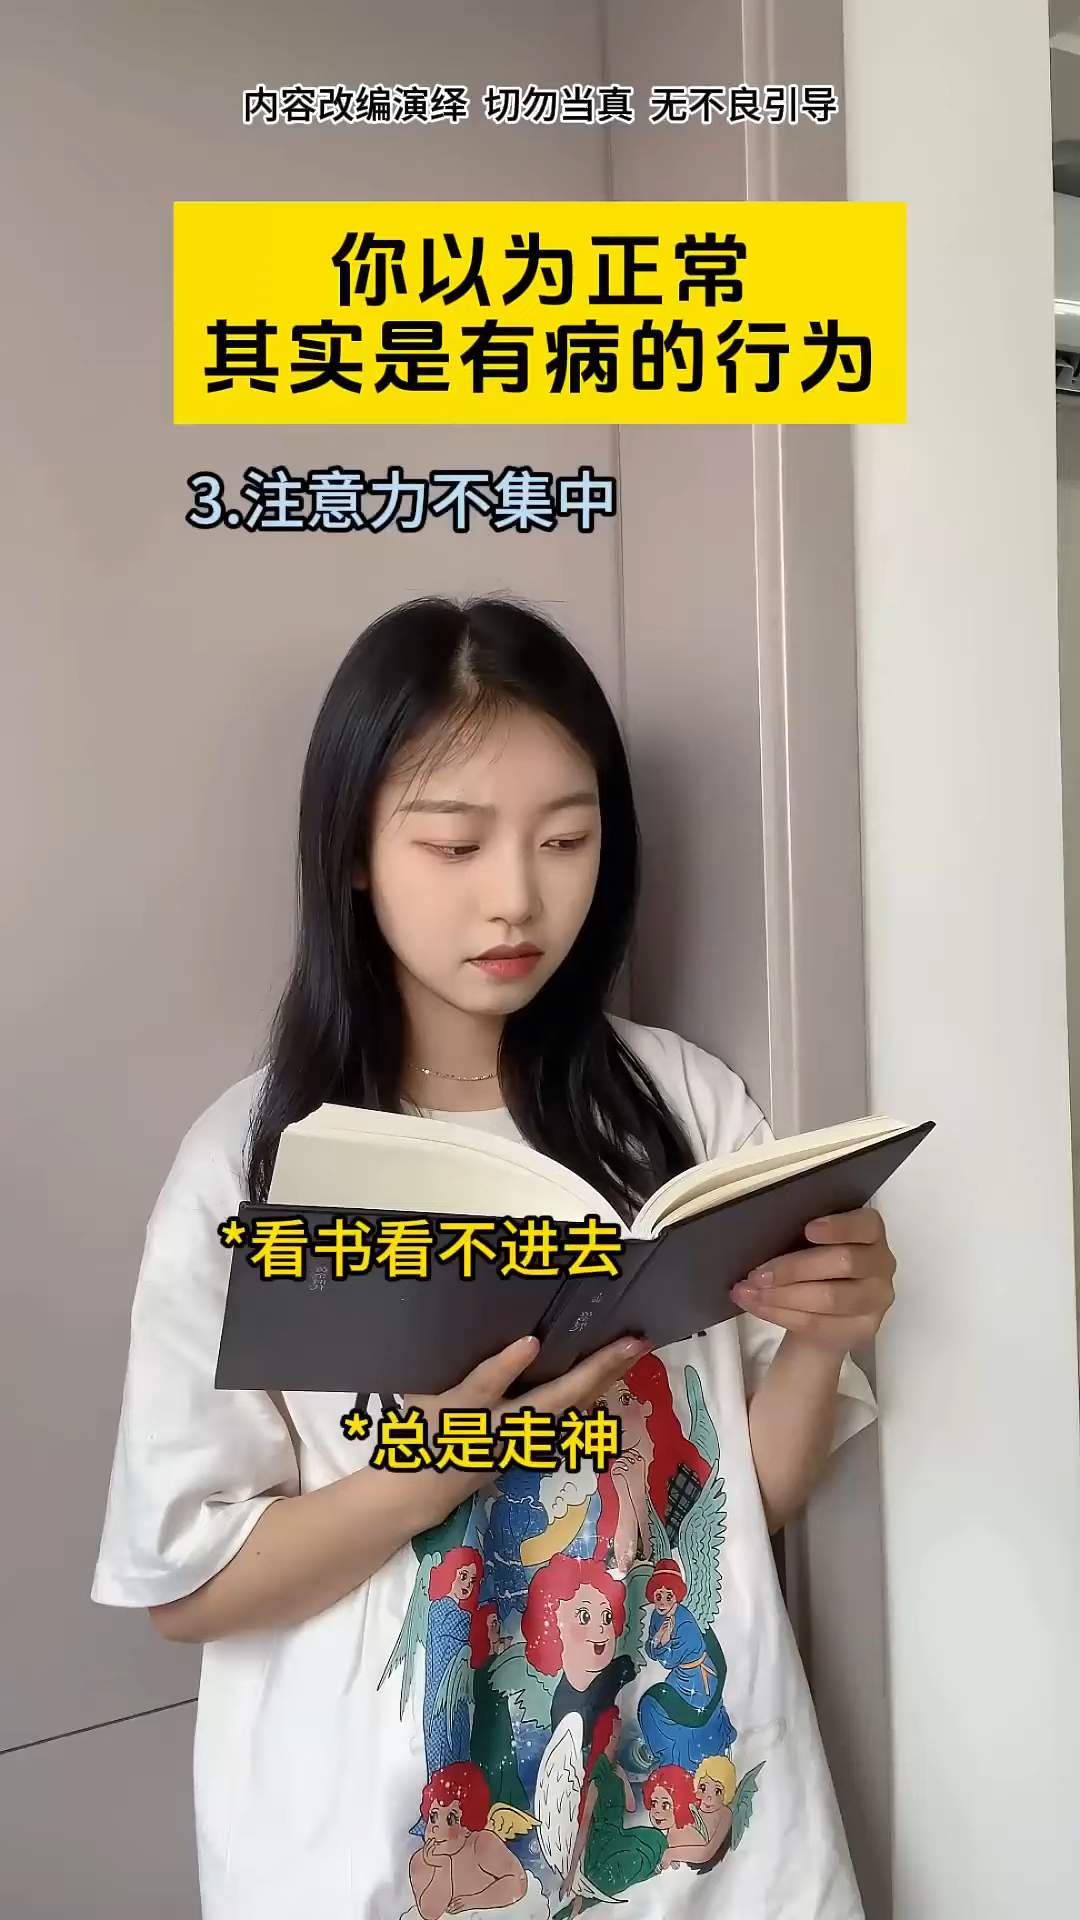 内容改编演绎 切勿当真 无不良引导
你以为正常
其实是有病的行为
3.注意力不集中
*看书看不进去
*总是走神